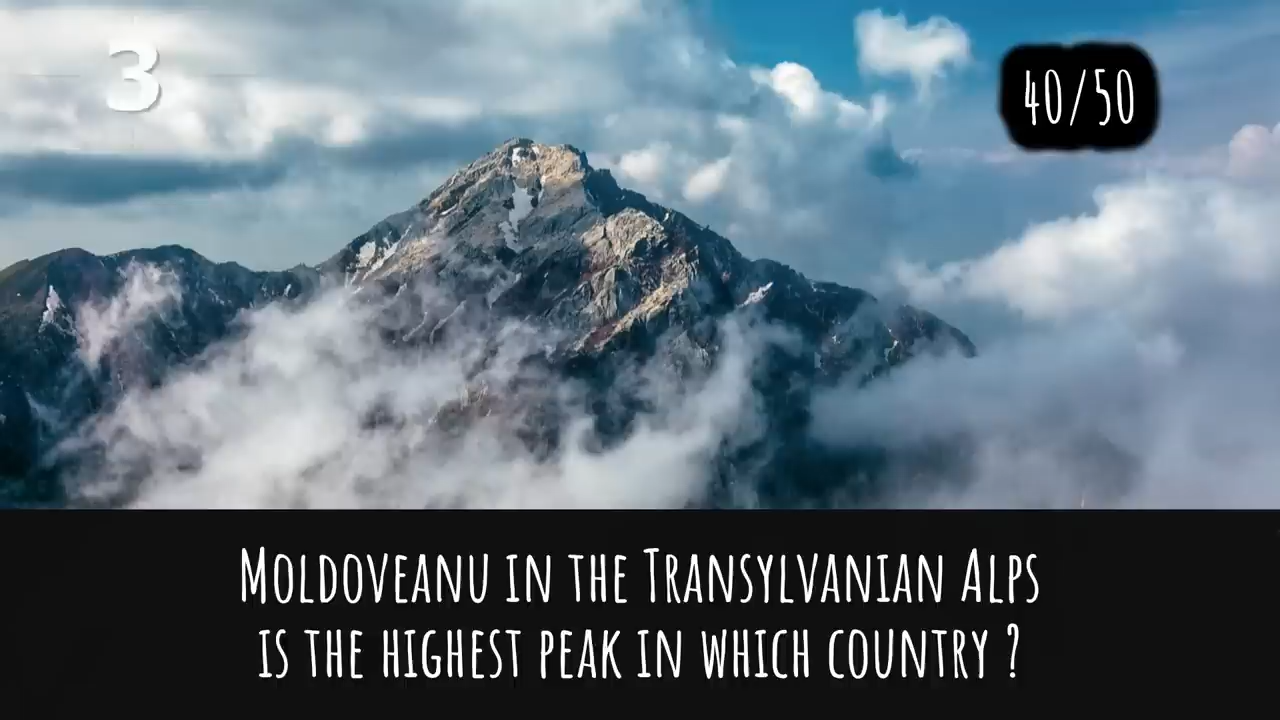 3
40/50
Moldoveanu in the Transylvanian Alps
is the highest peak in which country ?